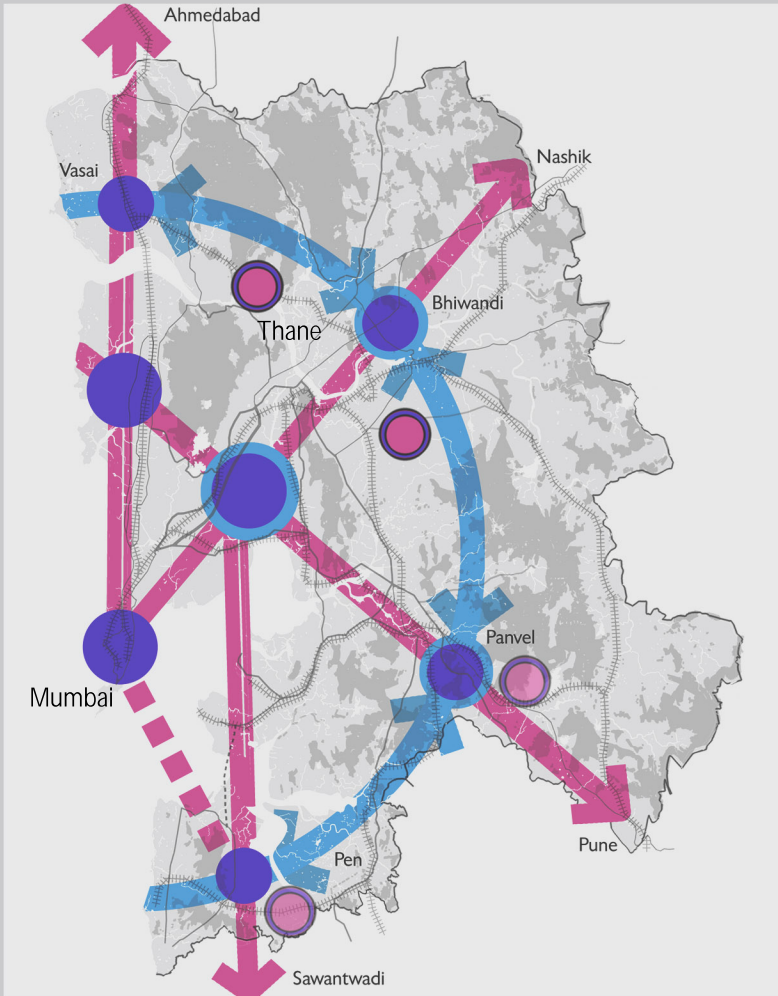 Ahmedabad
Nashik
Vasai
Bhiwandi
Thane
Panvel
Mumbai
Pune
Pen
Sawantwadi